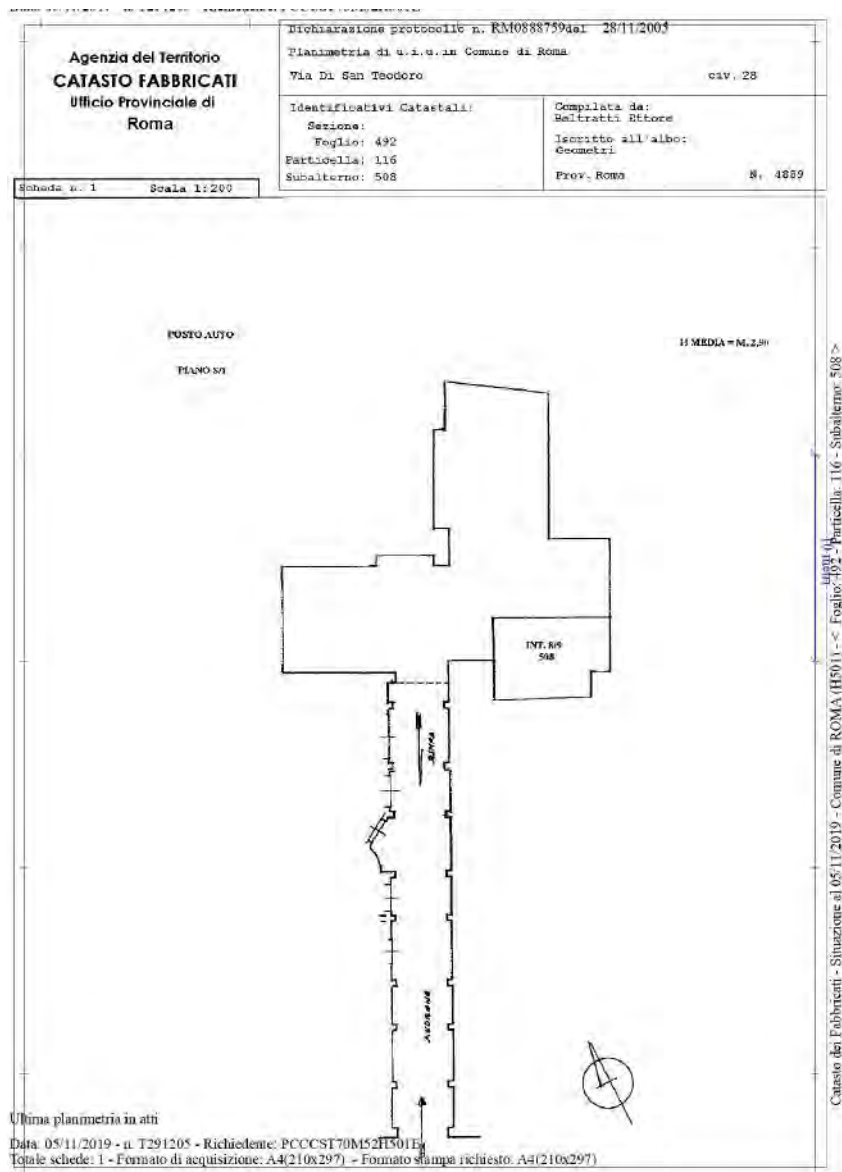 Agenzia del Territorio
CATASTO FABBRICATI
Ufficio Provinciale di
Roma
Scheda n. 1 Scala 1:200
Dichiarazione protocollo n. RM0888759del 28/11/2005
Planimetria di u.i.u.in Comune di Roma
Via Di San Teodoro civ. 28
Identificativi Catastali:
Sezione:
Foglio: 492
Particella: 116
Subalterno: 508
Compilata da:
Beltratti Ettore
Iscritto all'albo:
Geometri
Prov. Roma N. 4889
POSTO AUTO
PIANO S/1
H MEDIA = M. 2,90
INT. 8/9
508
RAMPA
ANDRONE
10 metri
Catasto dei Fabbricati - Situazione al 05/11/2019 - Comune di ROMA (H501) - < Foglio: 492 - Particella: 116 - Subalterno: 508 >
Ultima planimetria in atti
Data: 05/11/2019 - n. T291205 - Richiedente: PCCCST70M52H501E
Totale schede: 1 - Formato di acquisizione: A4(210x297) - Formato stampa richiesto: A4(210x297)